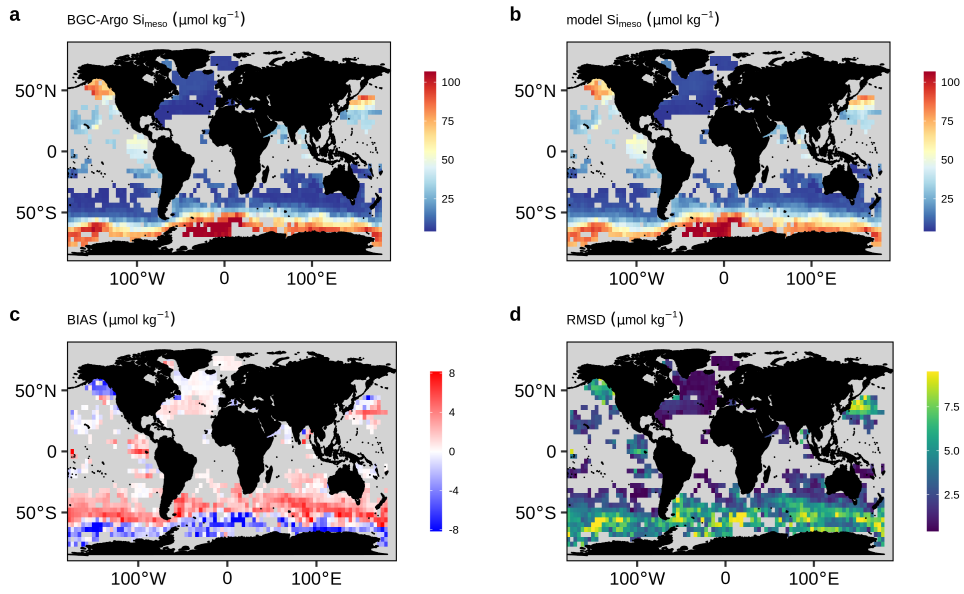 a BGC-Argo Si_meso (µmol kg⁻¹)
50°N
0
50°S
100°W 0 100°E
100
75
50
25
b model Si_meso (µmol kg⁻¹)
50°N
0
50°S
100°W 0 100°E
100
75
50
25
c BIAS (µmol kg⁻¹)
50°N
0
50°S
100°W 0 100°E
8
4
0
-4
-8
d RMSD (µmol kg⁻¹)
50°N
0
50°S
100°W 0 100°E
7.5
5.0
2.5